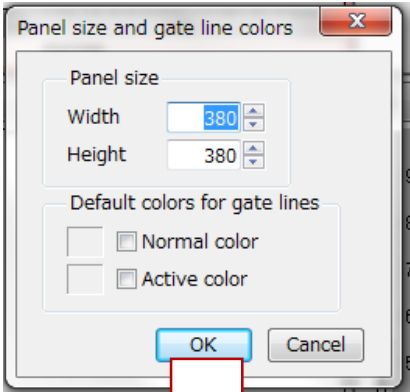 Panel size and gate line colors
Panel size
Width 380
Height 380
Default colors for gate lines
Normal color
Active color
OK Cancel